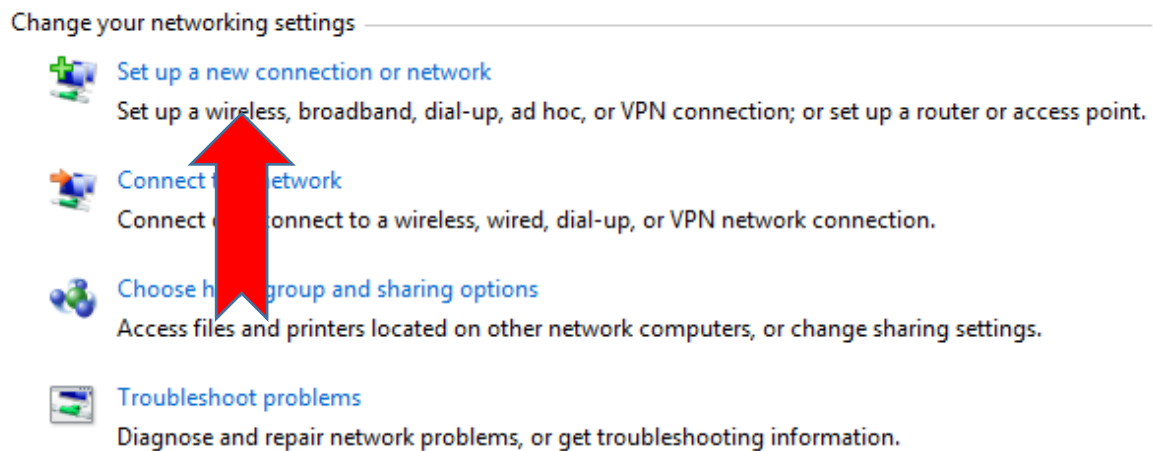 Change your networking settings
Set up a new connection or network
Set up a wireless, broadband, dial-up, ad hoc, or VPN connection; or set up a router or access point.
Connect network
Connect connect to a wireless, wired, dial-up, or VPN network connection.
Choose group and sharing options
Access files and printers located on other network computers, or change sharing settings.
Troubleshoot problems
Diagnose and repair network problems, or get troubleshooting information.